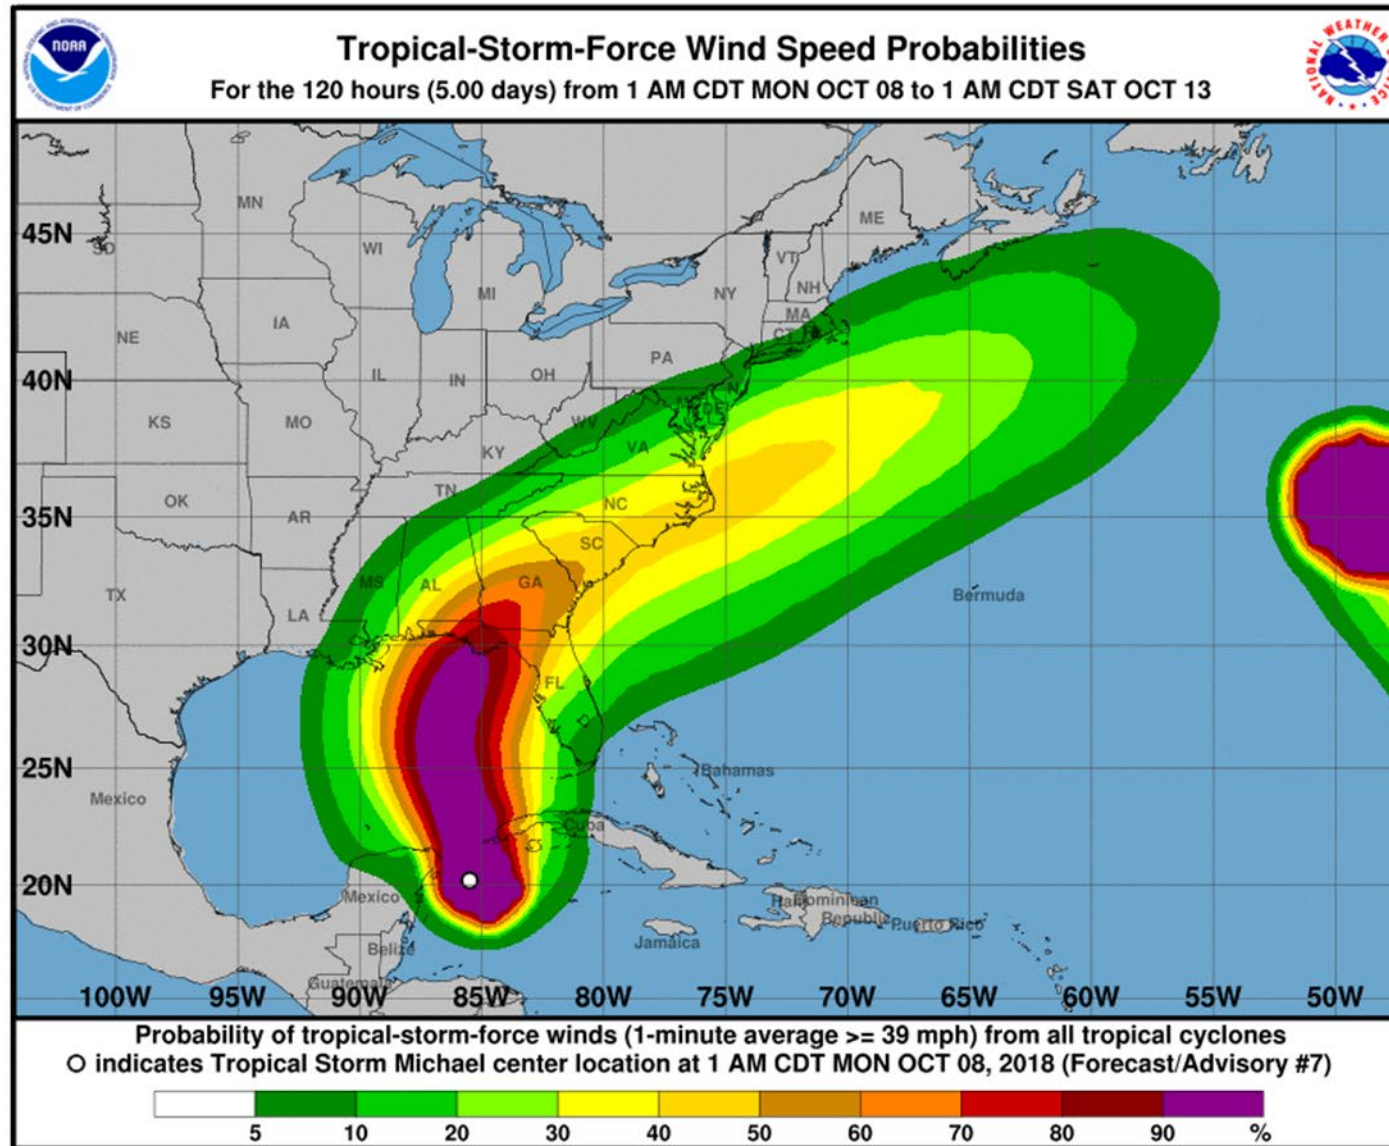 NOAA
Tropical-Storm-Force Wind Speed Probabilities
For the 120 hours (5.00 days) from 1 AM CDT MON OCT 08 to 1 AM CDT SAT OCT 13
NATIONAL WEATHER
MN
ME
45N
SD
WI
VT
NH
MI
NY
MA
NE
IA
CT
PA
40N
IL
IN
OH
DE
KS
MO
WV
VA
KY
OK
TN
NC
35N
AR
SC
MS
AL
GA
TX
LA
Bermuda
30N
FL
25N
Bahamas
Mexico
Cuba
20N
Mexico
Dominican
Republic
Puerto Rico
Jamaica
Belize
Guatemala
100W 95W 90W 85W 80W 75W 70W 65W 60W 55W 50W
Probability of tropical-storm-force winds (1-minute average >= 39 mph) from all tropical cyclones
O indicates Tropical Storm Michael center location at 1 AM CDT MON OCT 08, 2018 (Forecast/Advisory #7)
5 10 20 30 40 50 60 70 80 90 %